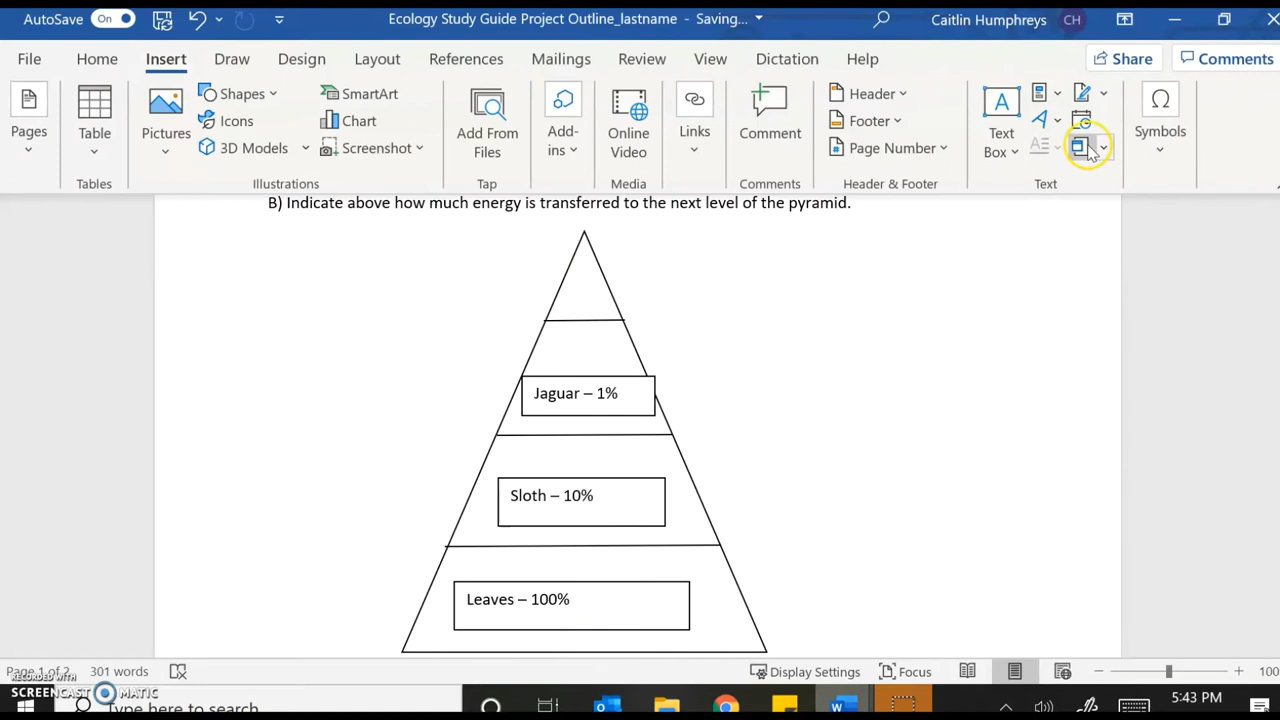 AutoSave On Ecology Study Guide Project Outline_lastname - Saving... Caitlin Humphreys CH
File Home Insert Draw Design Layout References Mailings Review View Dictation Help Share Comments
Pages
Table
Tables
Pictures
Shapes
Icons
3D Models
SmartArt
Chart
Screenshot
Illustrations
Add From Files
Tap
Add-ins
Online Video
Media
Links
Comment
Comments
Header
Footer
Page Number
Header & Footer
A
Text Box
Text
Ω
Symbols
B) Indicate above how much energy is transferred to the next level of the pyramid.
Jaguar – 1%
Sloth – 10%
Leaves – 100%
Page 1 of 2 301 words Display Settings Focus 100
RECORDED WITH
SCREENCAST MATIC
Type here to search
5:43 PM